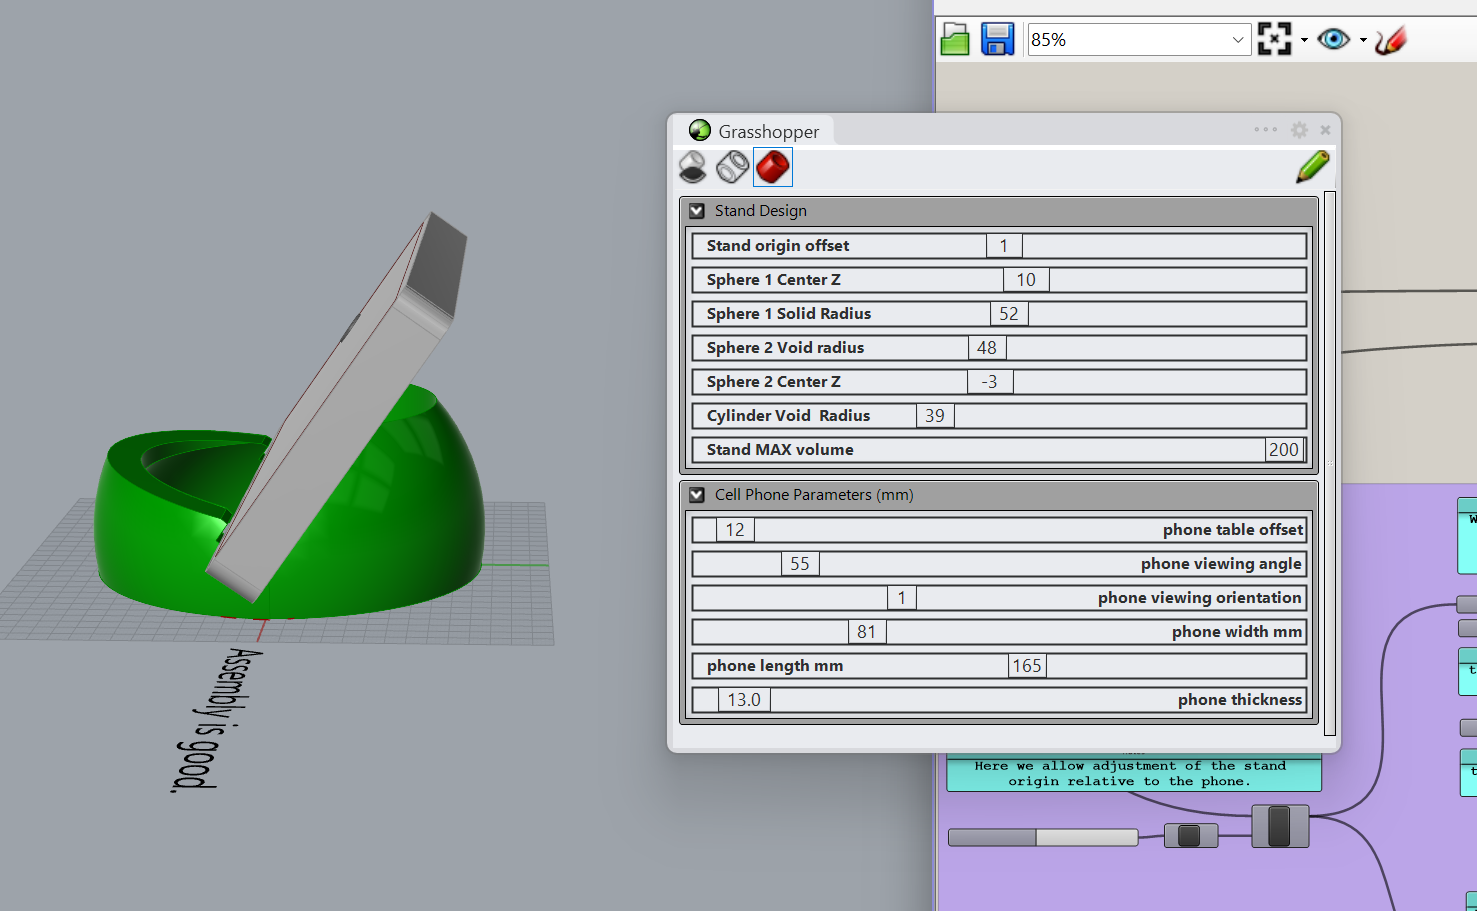 85%
Grasshopper
Stand Design
Stand origin offset 1
Sphere 1 Center Z 10
Sphere 1 Solid Radius 52
Sphere 2 Void radius 48
Sphere 2 Center Z -3
Cylinder Void Radius 39
Stand MAX volume 200
Cell Phone Parameters (mm)
12 phone table offset
55 phone viewing angle
1 phone viewing orientation
81 phone width mm
phone length mm 165
13.0 phone thickness
Here we allow adjustment of the stand
origin relative to the phone.
Assembly is good.